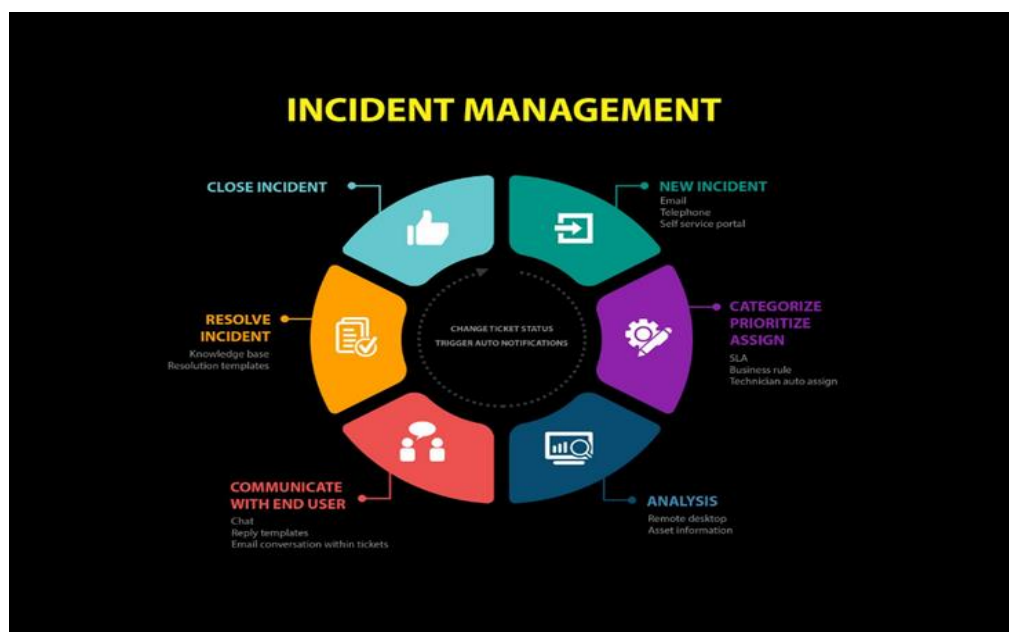 INCIDENT MANAGEMENT
CLOSE INCIDENT
NEW INCIDENT
Email
Telephone
Self service portal
CATEGORIZE
PRIORITIZE
ASSIGN
SLA
Business rule
Technician auto assign
RESOLVE
INCIDENT
Knowledge base
Resolution templates
CHANGE TICKET STATUS
TRIGGER AUTO NOTIFICATIONS
COMMUNICATE
WITH END USER
Chat
Reply templates
Email conversation within tickets
ANALYSIS
Remote desktop
Asset information